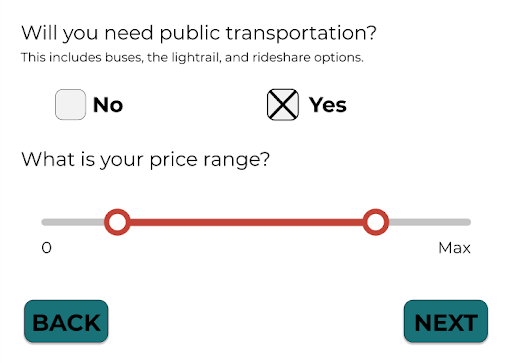 Will you need public transportation?
This includes buses, the lightrail, and rideshare options.
No
Yes
What is your price range?
0
Max
BACK
NEXT